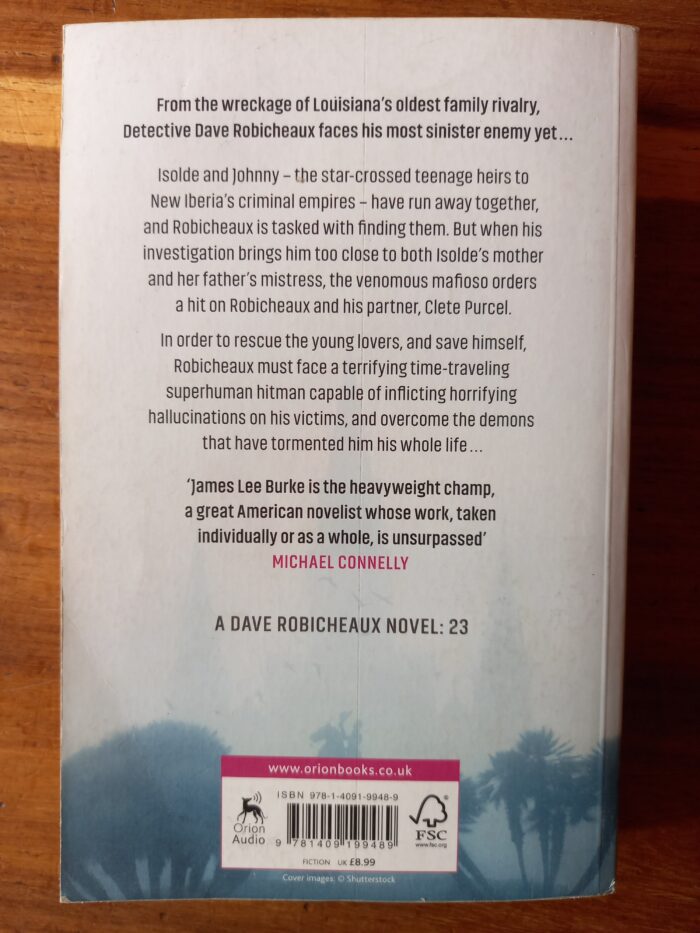 From the wreckage of Louisiana's oldest family rivalry,
Detective Dave Robicheaux faces his most sinister enemy yet...
Isolde and Johnny – the star-crossed teenage heirs to
New Iberia's criminal empires – have run away together,
and Robicheaux is tasked with finding them. But when his
investigation brings him too close to both Isolde's mother
and her father's mistress, the venomous mafioso orders
a hit on Robicheaux and his partner, Clete Purcel.
In order to rescue the young lovers, and save himself,
Robicheaux must face a terrifying time-traveling
superhuman hitman capable of inflicting horrifying
hallucinations on his victims, and overcome the demons
that have tormented him his whole life...
‘James Lee Burke is the heavyweight champ,
a great American novelist whose work, taken
individually or as a whole, is unsurpassed’
MICHAEL CONNELLY
A DAVE ROBICHEAUX NOVEL: 23
www.orionbooks.co.uk
ISBN 978-1-4091-9948-9
Orion
Audio
9 781409 199489
FSC
www.fsc.org
FICTION UK £8.99
Cover images: © Shutterstock